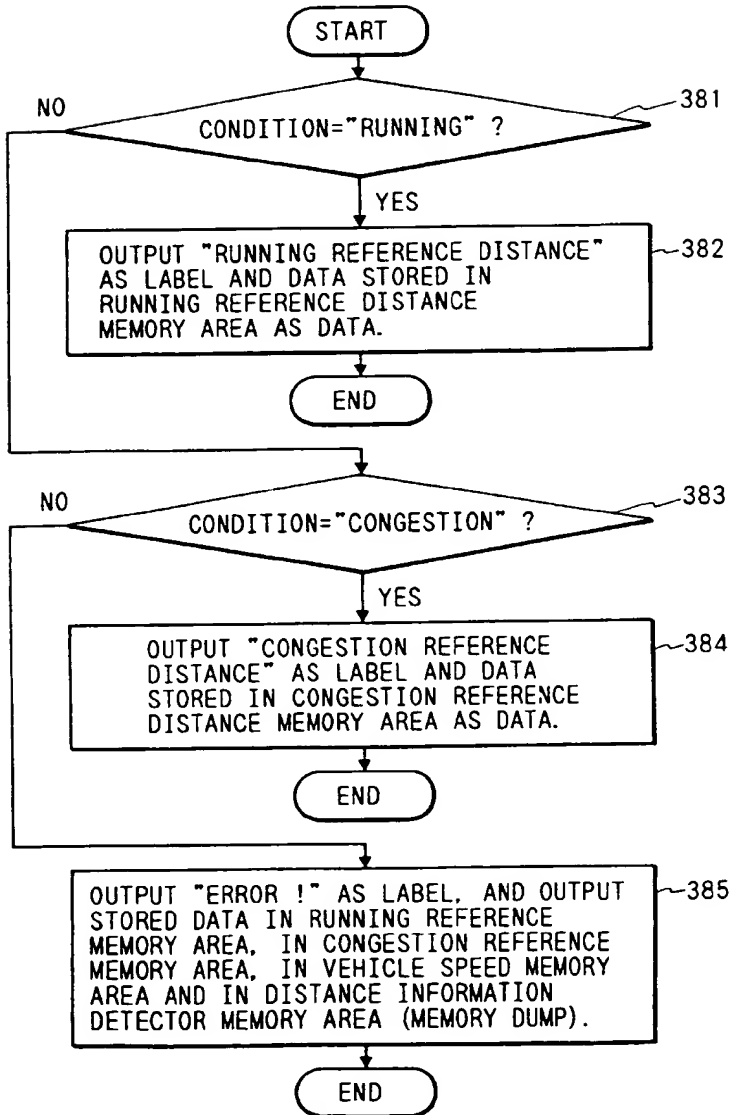 START
NO
CONDITION="RUNNING" ?
381
YES
OUTPUT "RUNNING REFERENCE DISTANCE"
AS LABEL AND DATA STORED IN
RUNNING REFERENCE DISTANCE
MEMORY AREA AS DATA.
382
END
NO
CONDITION="CONGESTION" ?
383
YES
OUTPUT "CONGESTION REFERENCE
DISTANCE" AS LABEL AND DATA
STORED IN CONGESTION REFERENCE
DISTANCE MEMORY AREA AS DATA.
384
END
OUTPUT "ERROR !" AS LABEL, AND OUTPUT
STORED DATA IN RUNNING REFERENCE
MEMORY AREA, IN CONGESTION REFERENCE
MEMORY AREA, IN VEHICLE SPEED MEMORY
AREA AND IN DISTANCE INFORMATION
DETECTOR MEMORY AREA (MEMORY DUMP).
385
END